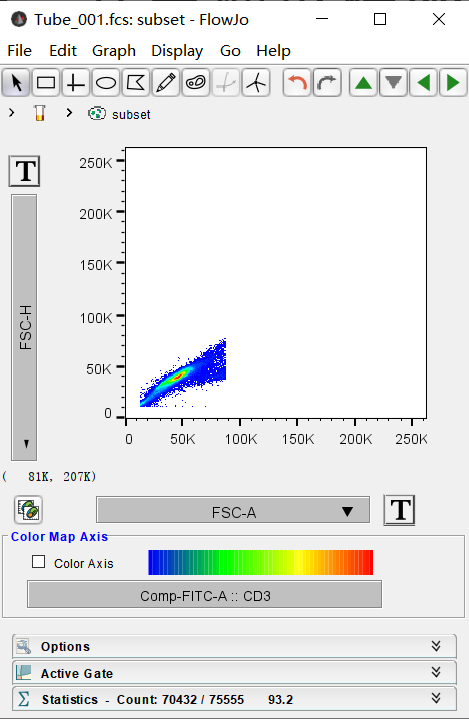 Tube_001.fcs: subset - FlowJo
File Edit Graph Display Go Help
subset
T
250K
200K
150K
100K
50K
0
FSC-H
0 50K 100K 150K 200K 250K
( 81K, 207K)
FSC-A
T
Color Map Axis
Color Axis
Comp-FITC-A :: CD3
Options
Active Gate
Σ Statistics - Count: 70432 / 75555 93.2